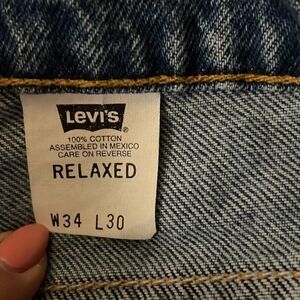 LEVI'S ®
100% COTTON
ASSEMBLED IN MEXICO
CARE ON REVERSE
RELAXED
W34 L30